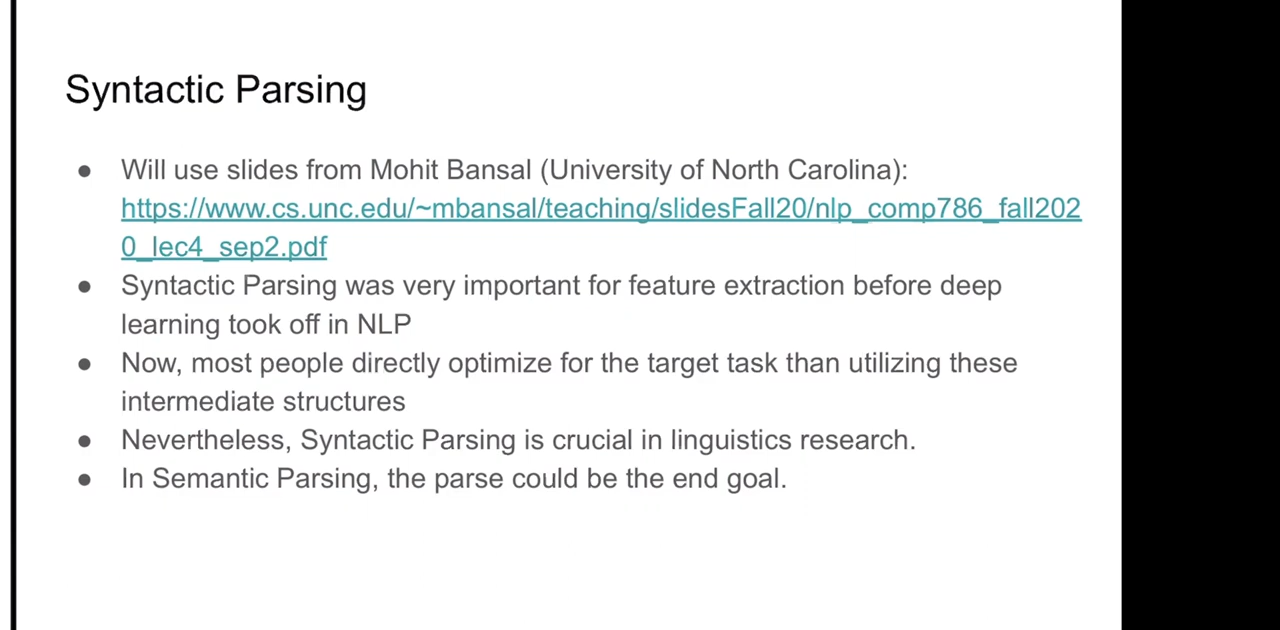 Syntactic Parsing
● Will use slides from Mohit Bansal (University of North Carolina):
https://www.cs.unc.edu/~mbansal/teaching/slidesFall20/nlp_comp786_fall202
0_lec4_sep2.pdf
● Syntactic Parsing was very important for feature extraction before deep
learning took off in NLP
● Now, most people directly optimize for the target task than utilizing these
intermediate structures
● Nevertheless, Syntactic Parsing is crucial in linguistics research.
● In Semantic Parsing, the parse could be the end goal.